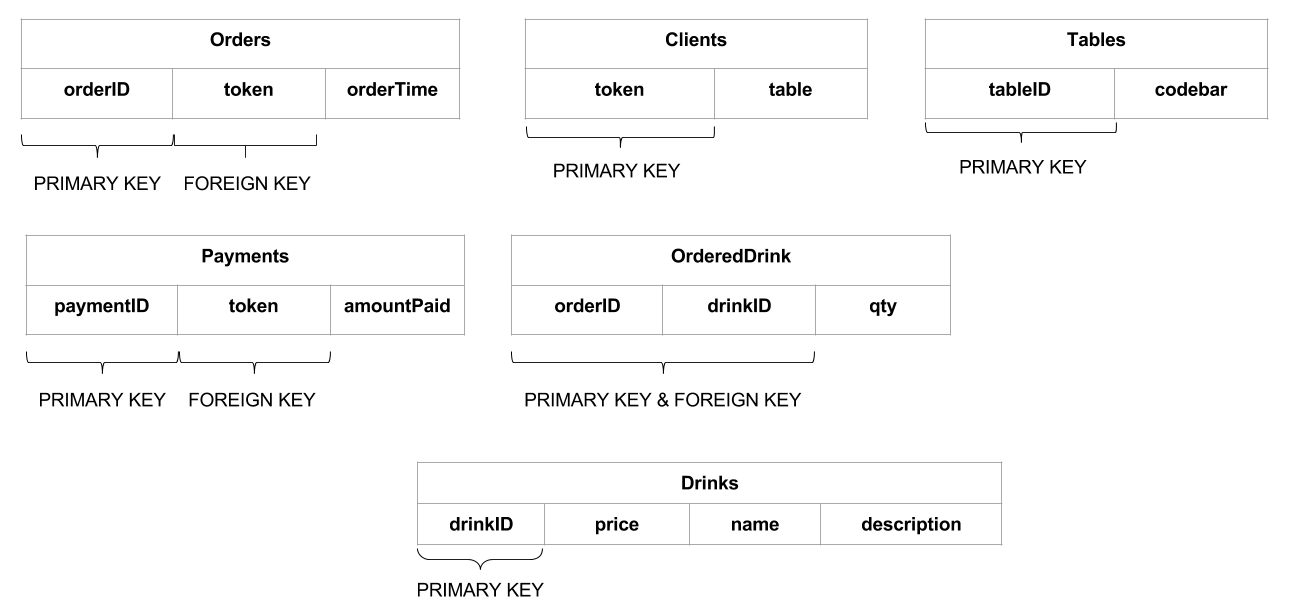 Orders
orderID token orderTime
PRIMARY KEY FOREIGN KEY
Clients
token table
PRIMARY KEY
Tables
tableID codebar
PRIMARY KEY
Payments
paymentID token amountPaid
PRIMARY KEY FOREIGN KEY
OrderedDrink
orderID drinkID qty
PRIMARY KEY & FOREIGN KEY
Drinks
drinkID price name description
PRIMARY KEY